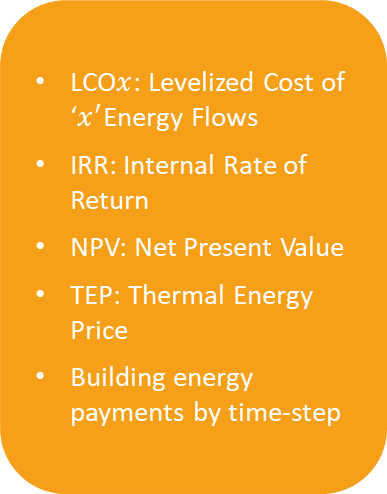 • LCO𝑥: Levelized Cost of
‘𝑥′Energy Flows
• IRR: Internal Rate of
Return
• NPV: Net Present Value
• TEP: Thermal Energy
Price
• Building energy
payments by time-step